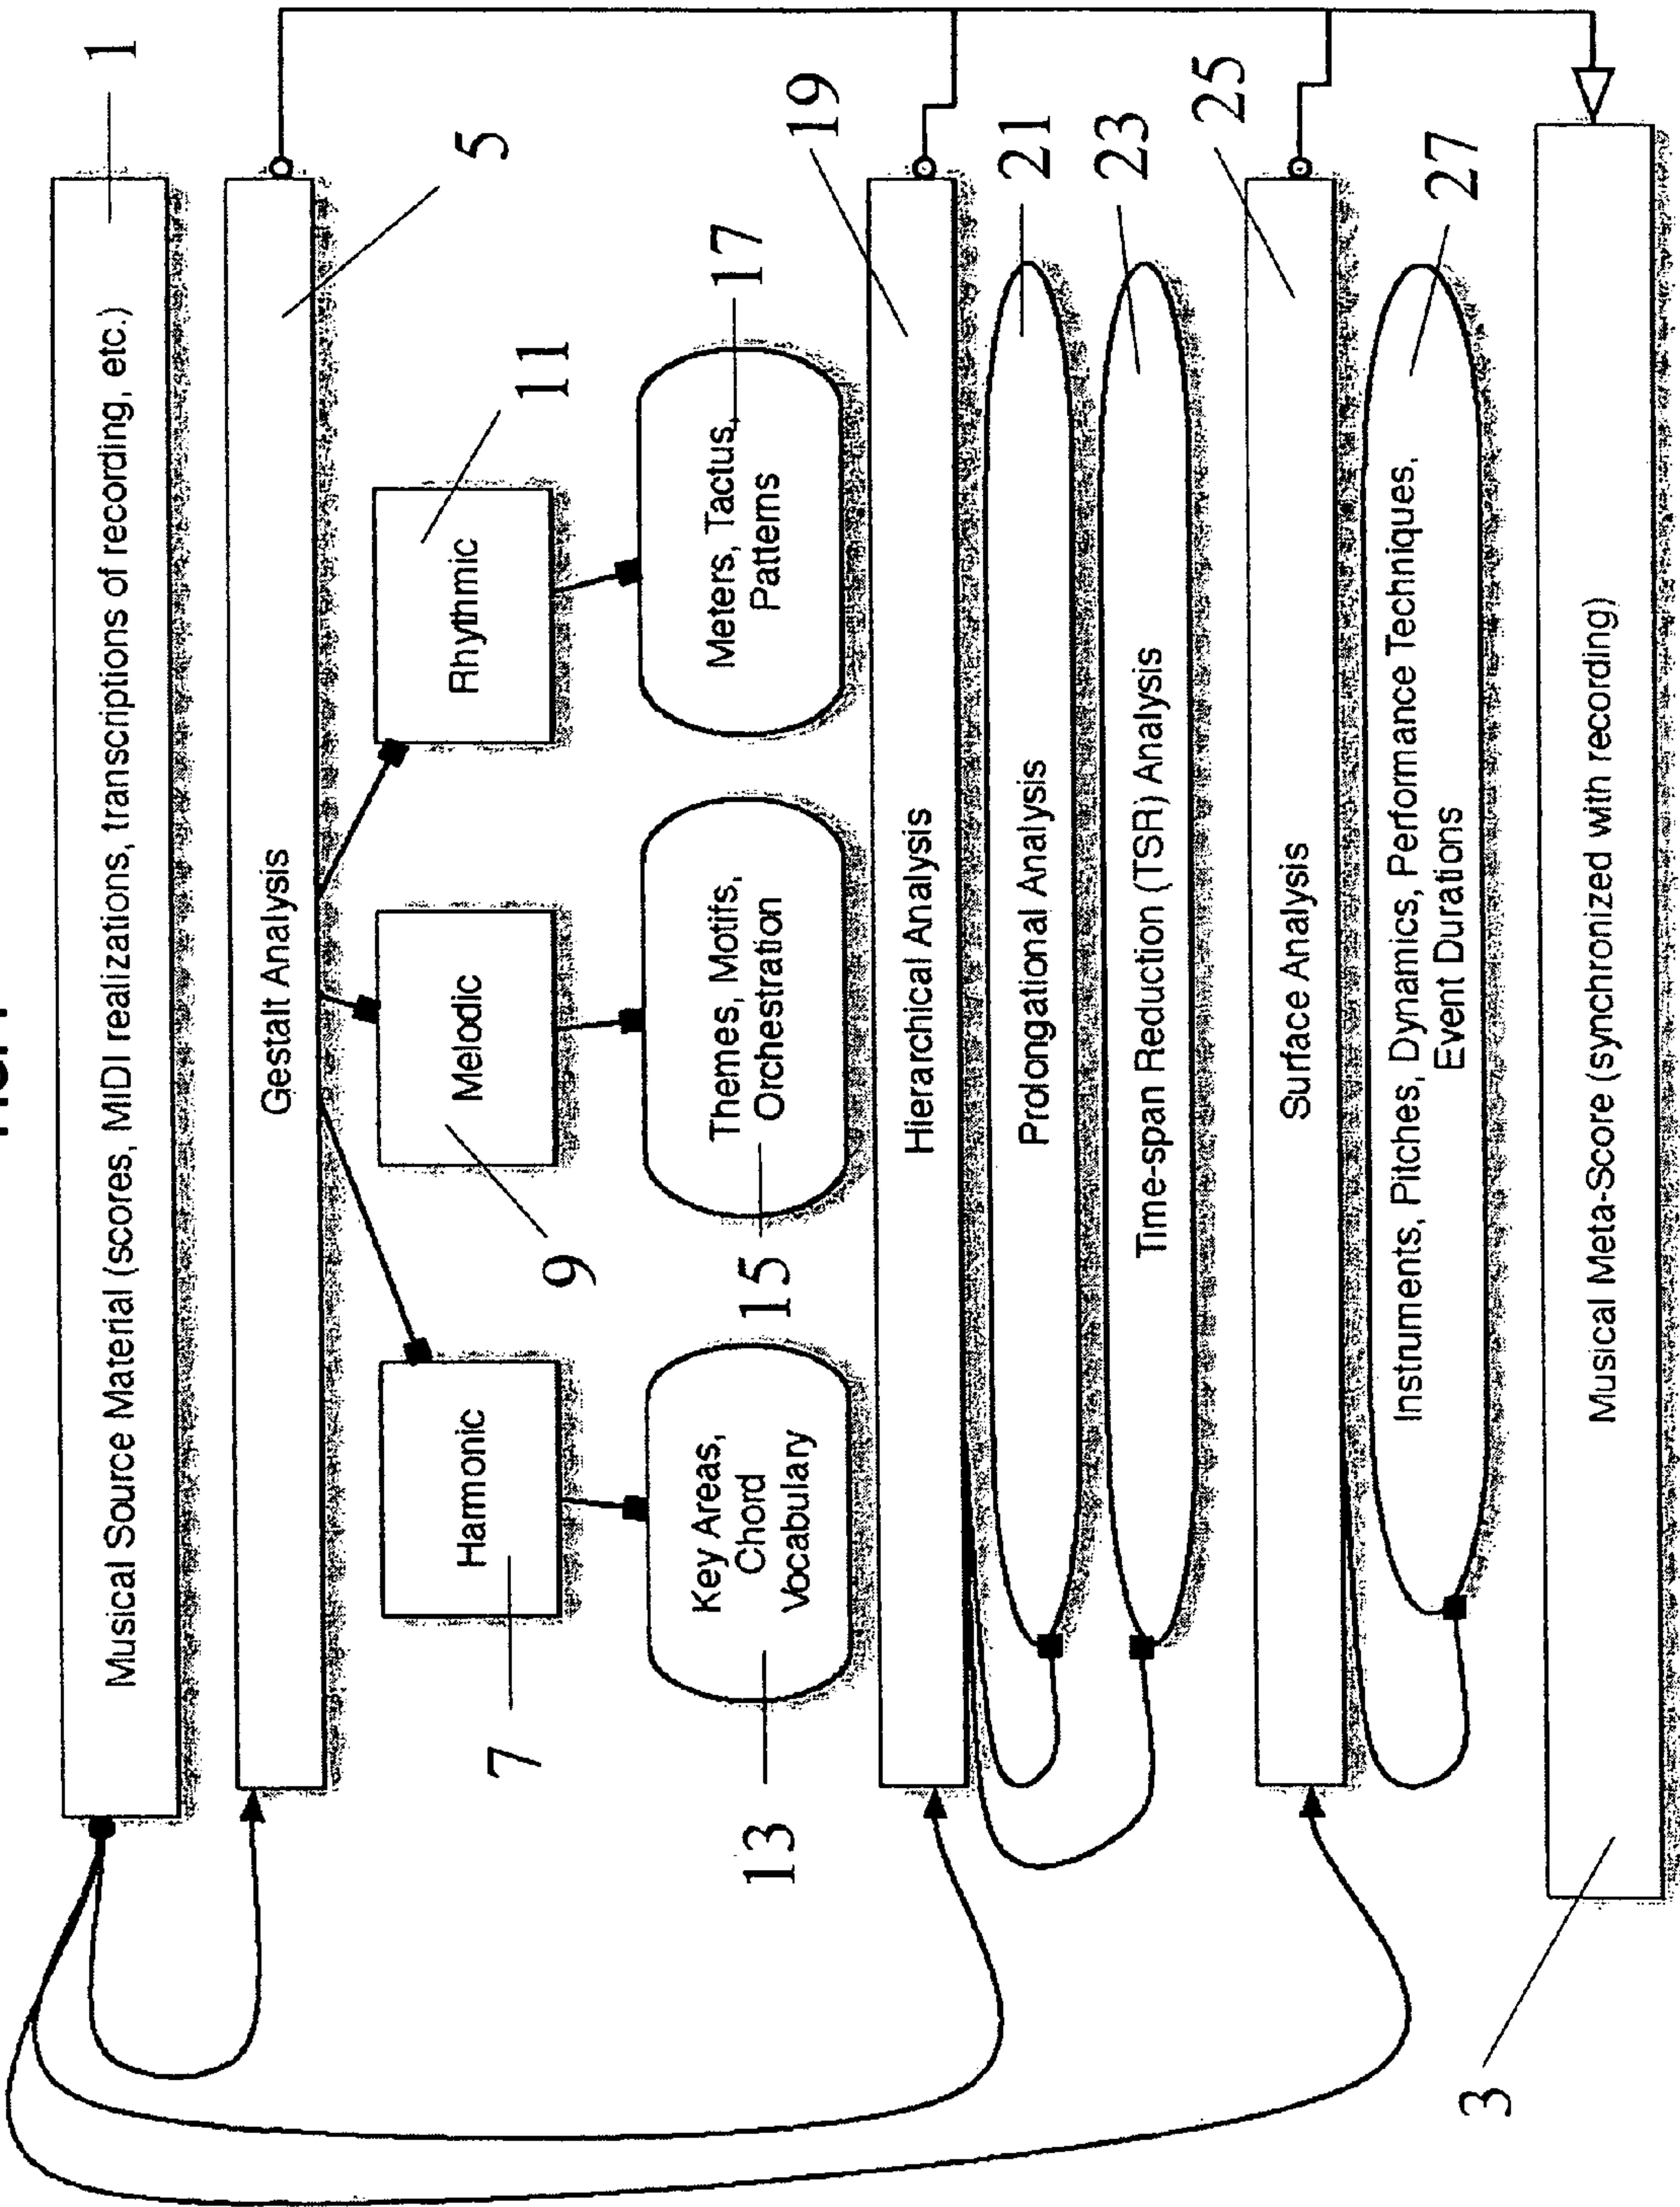 1
Musical Source Material (scores, MIDI realizations, transcriptions of recording, etc.)
5
Gestalt Analysis
7
Harmonic
9
Melodic
11
Rhythmic
13
Key Areas,
Chord
Vocabulary
15
Themes, Motifs,
Orchestration
17
Meters, Tactus,
Patterns
19
Hierarchical Analysis
21
Prolongational Analysis
23
Time-span Reduction (TSR) Analysis
25
Surface Analysis
27
Instruments, Pitches, Dynamics, Performance Techniques,
Event Durations
3
Musical Meta-Score (synchronized with recording)